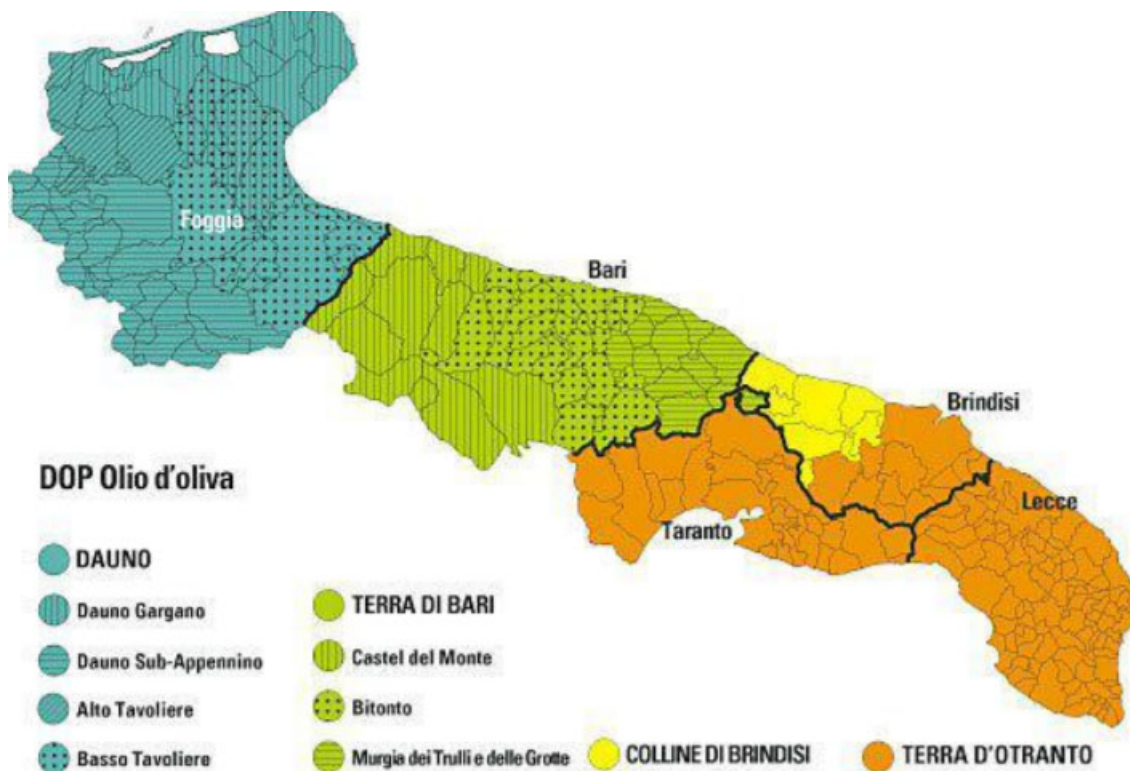 Foggia
Bari
Brindisi
Lecce
Taranto
DOP Olio d'oliva
DAUNO
Dauno Gargano
Dauno Sub-Appennino
Alto Tavoliere
Basso Tavoliere
TERRA DI BARI
Castel del Monte
Bitonto
Murgia dei Trulli e delle Grotte
COLLINE DI BRINDISI
TERRA D'OTRANTO